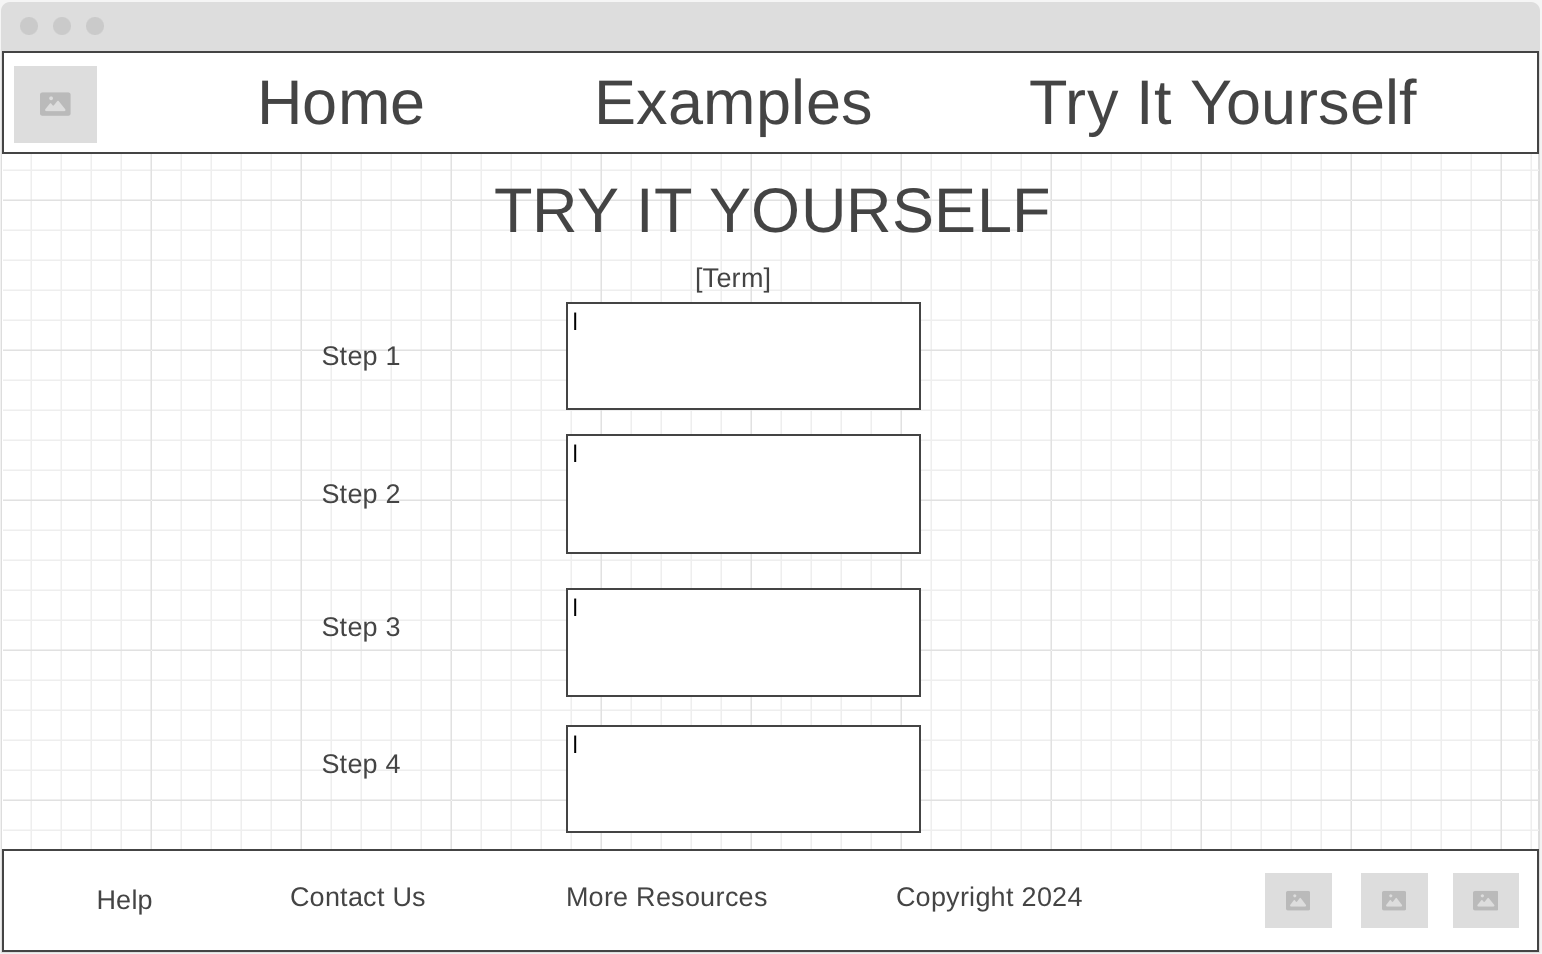 Home Examples Try It Yourself
TRY IT YOURSELF
[Term]
Step 1
Step 2
Step 3
Step 4
Help Contact Us More Resources Copyright 2024